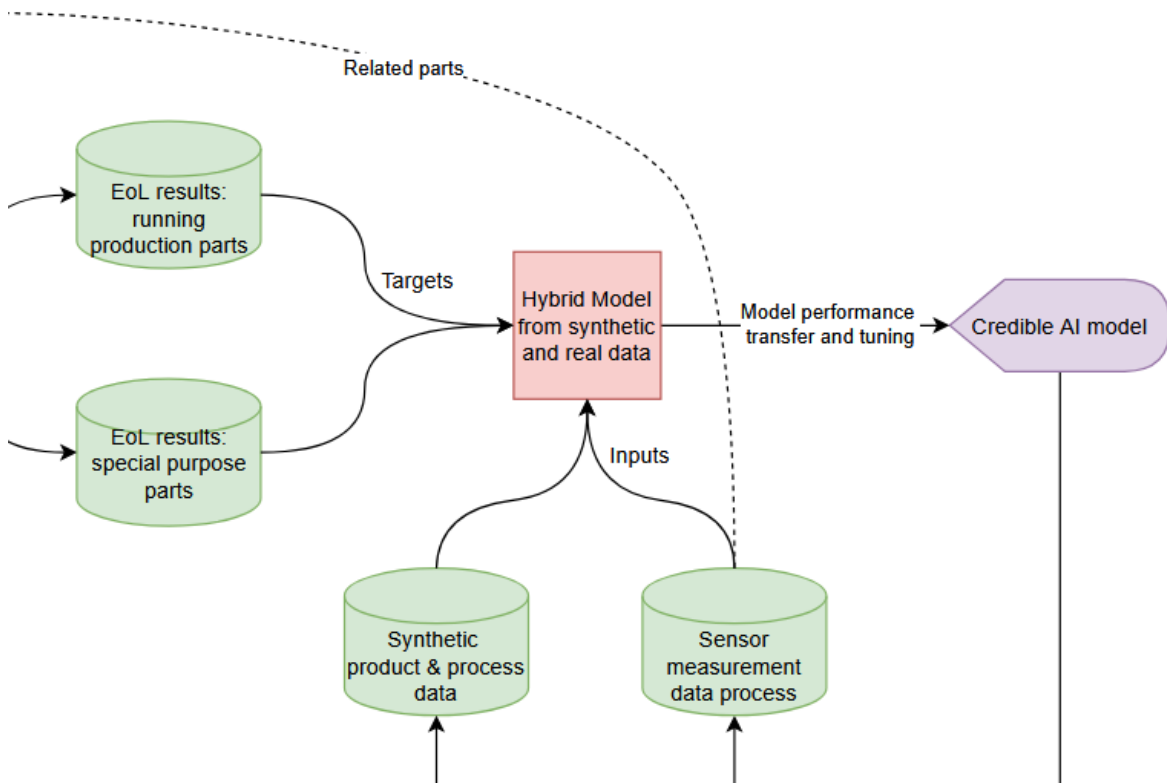 Related parts
EoL results:
running
production parts
Targets
Hybrid Model
from synthetic
and real data
Model performance
transfer and tuning
Credible AI model
EoL results:
special purpose
parts
Inputs
Synthetic
product & process
data
Sensor
measurement
data process